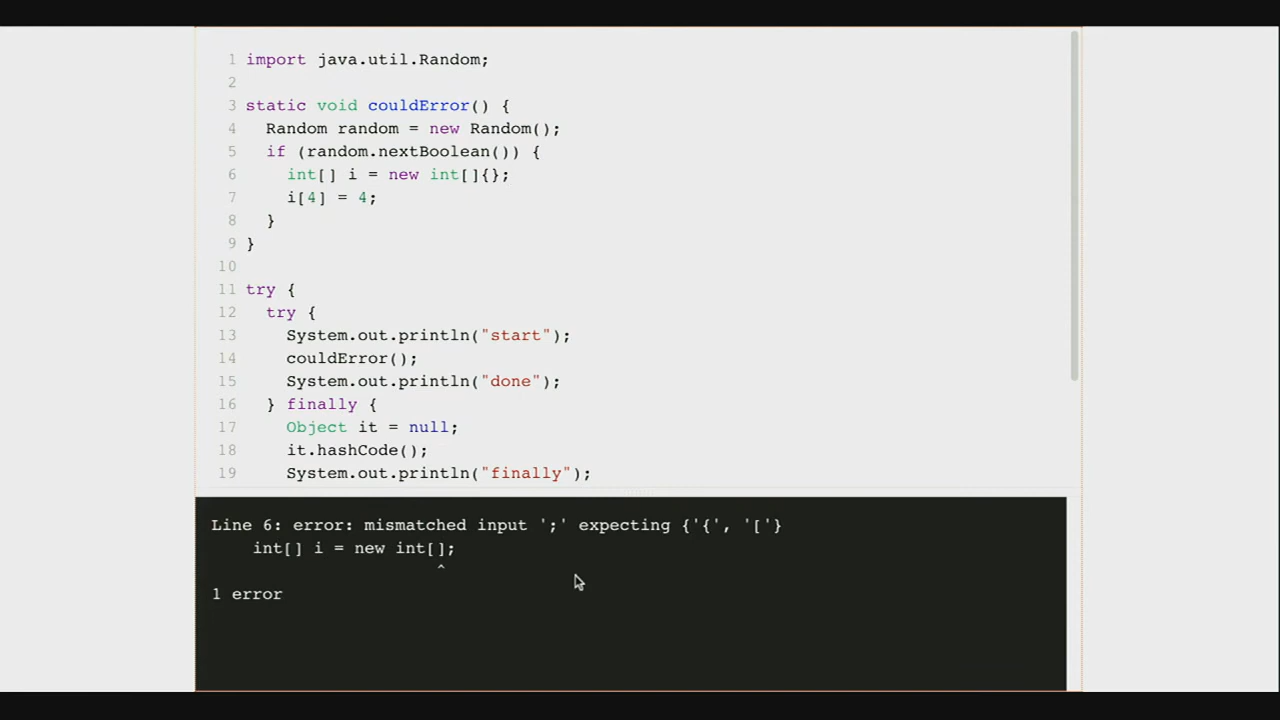 1 import java.util.Random;
2
3 static void couldError() {
4 Random random = new Random();
5 if (random.nextBoolean()) {
6 int[] i = new int[]{};
7 i[4] = 4;
8 }
9 }
10
11 try {
12 try {
13 System.out.println("start");
14 couldError();
15 System.out.println("done");
16 } finally {
17 Object it = null;
18 it.hashCode();
19 System.out.println("finally");
Line 6: error: mismatched input ';' expecting {'{', '['}
int[] i = new int[];
^
1 error